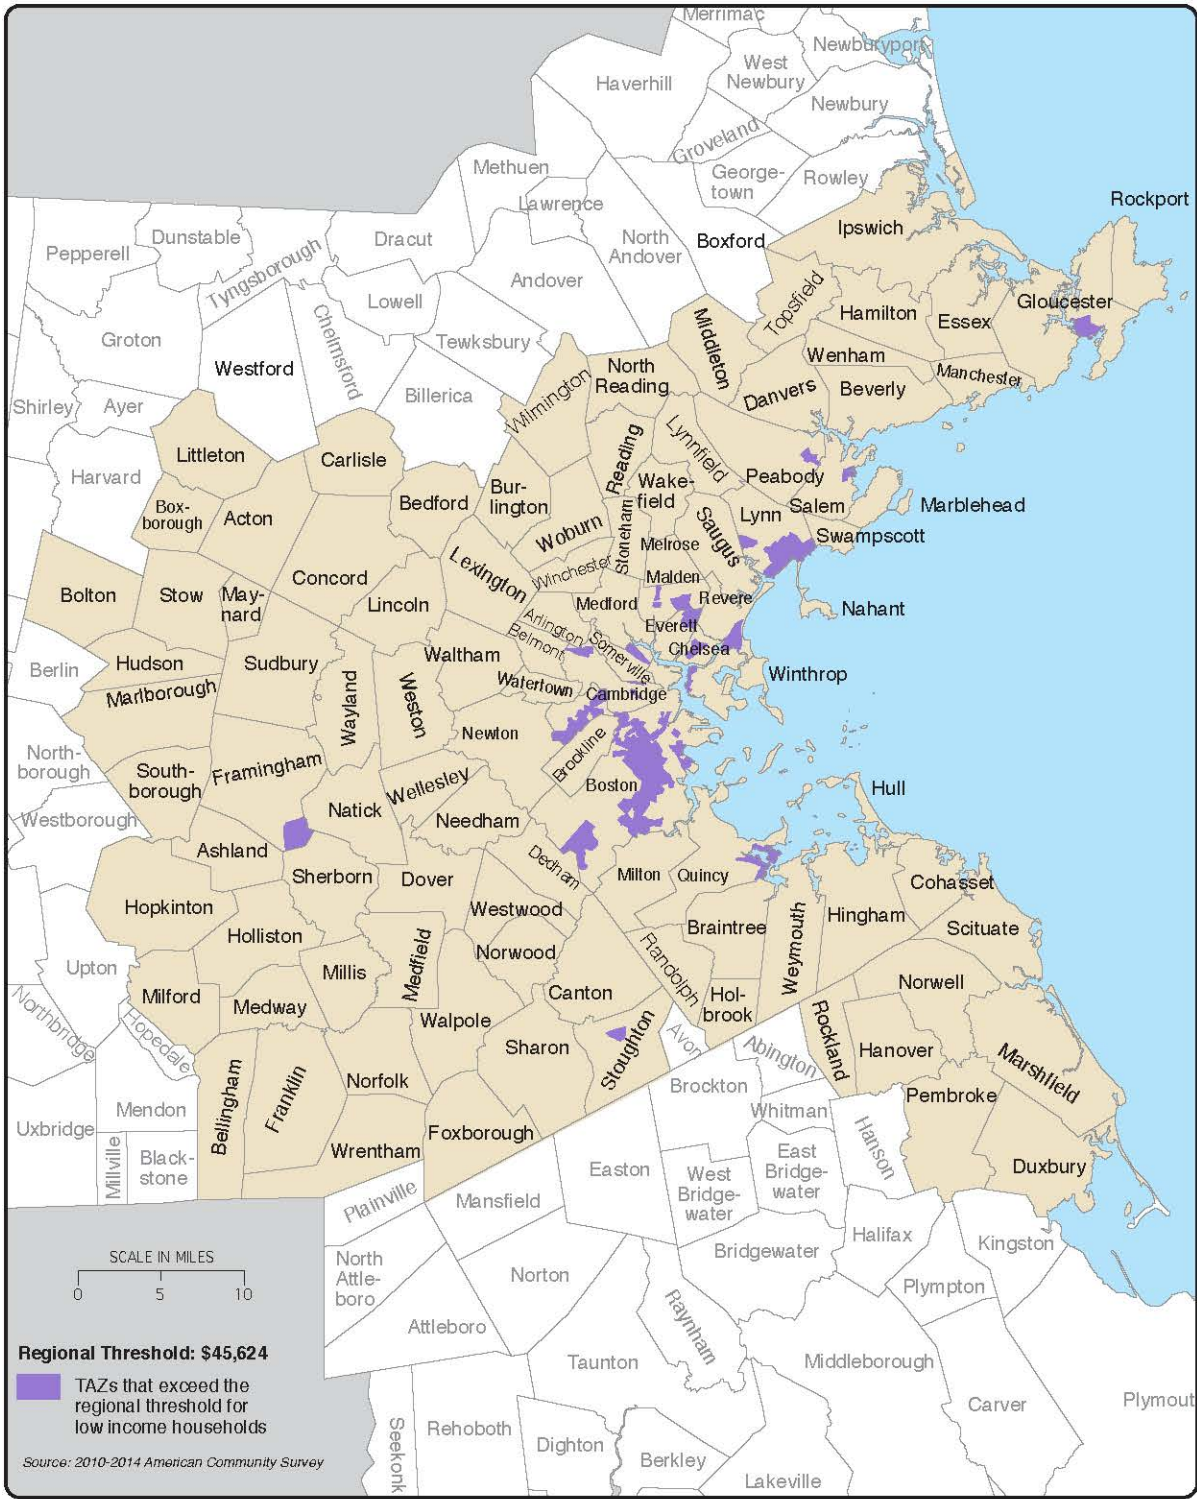 Merrimac
Newburyport
West
Newbury
Haverhill
Newbury
Groveland
Methuen
George-
town
Rowley
Rockport
Lawrence
Ipswich
Dunstable
Dracut
North
Andover
Boxford
Pepperell
Tyngsborough
Andover
Topsfield
Gloucester
Lowell
Hamilton
Essex
Groton
Chelmsford
Tewksbury
Middleton
Wenham
Westford
North
Reading
Manchester
Danvers
Beverly
Billerica
Wilmington
Shirley
Ayer
Lynnfield
Littleton
Carlisle
Reading
Harvard
Peabody
Wake-
field
Bedford
Bur-
lington
Box-
borough
Acton
Salem
Marblehead
Lynn
Saugus
Swampscott
Woburn
Stoneham
Melrose
Lexington
Winchester
Malden
Concord
Bolton
Stow
May-
nard
Lincoln
Medford
Revere
Nahant
Arlington
Everett
Belmont
Somerville
Chelsea
Waltham
Hudson
Sudbury
Berlin
Winthrop
Watertown
Cambridge
Marlborough
Wayland
Weston
Newton
North-
borough
Framingham
Brookline
South-
borough
Wellesley
Boston
Hull
Natick
Westborough
Needham
Ashland
Dedham
Sherborn
Dover
Milton
Quincy
Cohasset
Hopkinton
Westwood
Hingham
Braintree
Scituate
Holliston
Weymouth
Norwood
Medfield
Randolph
Upton
Millis
Norwell
Milford
Canton
Medway
Hol-
brook
Northbridge
Walpole
Hopedale
Rockland
Stoughton
Avon
Abington
Sharon
Hanover
Marshfield
Norfolk
Brockton
Pembroke
Bellingham
Franklin
Mendon
Whitman
Uxbridge
Foxborough
Hanson
Wrentham
Millville
Black-
stone
Easton
East
Bridge-
water
Duxbury
West
Bridge-
water
Plainville
Mansfield
Halifax
Kingston
Bridgewater
SCALE IN MILES
0 5 10
North
Attle-
boro
Norton
Plympton
Raynham
Attleboro
Regional Threshold: $45,624
TAZs that exceed the
regional threshold for
low income households
Source: 2010-2014 American Community Survey
Taunton
Middleborough
Carver
Plymout
Seekonk
Rehoboth
Dighton
Berkley
Lakeville